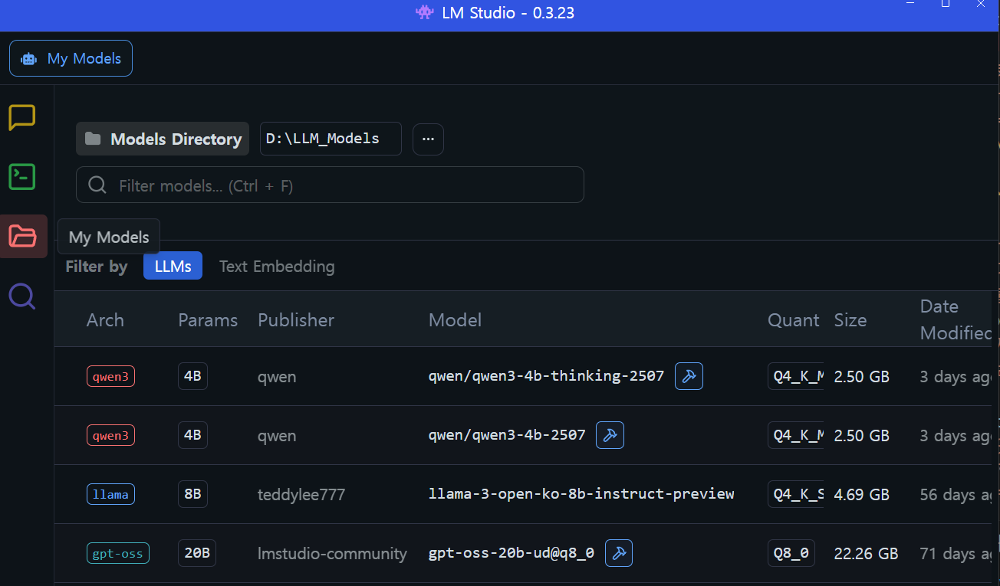 LM Studio - 0.3.23
My Models
Models Directory D:\LLM_Models ...
Filter models... (Ctrl + F)
My Models
Filter by LLMs Text Embedding
Arch Params Publisher Model Quant Size Date Modified
qwen3 4B qwen qwen/qwen3-4b-thinking-2507 Q4_K_M 2.50 GB 3 days ago
qwen3 4B qwen qwen/qwen3-4b-2507 Q4_K_M 2.50 GB 3 days ago
llama 8B teddylee777 llama-3-open-ko-8b-instruct-preview Q4_K_S 4.69 GB 56 days ag
gpt-oss 20B lmstudio-community gpt-oss-20b-ud@q8_0 Q8_0 22.26 GB 71 days ag